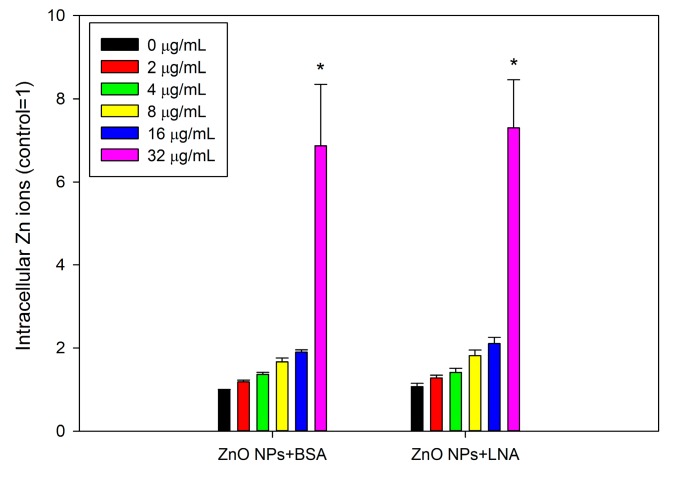 Intracellular Zn ions (control=1)
10
8
6
4
2
0
0 μg/mL
2 μg/mL
4 μg/mL
8 μg/mL
16 μg/mL
32 μg/mL
*
*
ZnO NPs+BSA
ZnO NPs+LNA